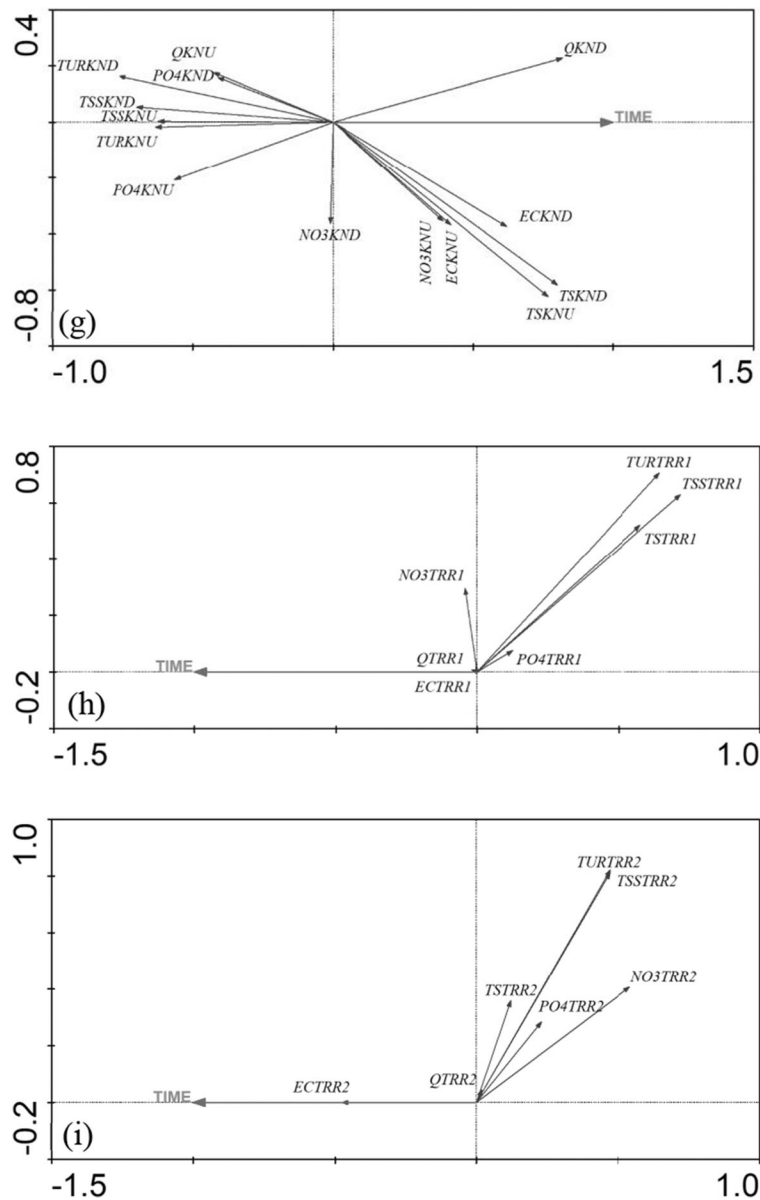 0.4
QKNU
QKND
TURKND
PO4KND
TSSKND
TSSKNU
TIME
TURKNU
PO4KNU
NO3KND
ECKND
NO3KNU
ECKNU
TSKND
TSKNU
-0.8
(g)
-1.0
1.5
0.8
TURTRR1
TSSTRR1
TSTRR1
NO3TRR1
QTRR1
PO4TRR1
TIME
ECTRR1
-0.2
(h)
-1.5
1.0
1.0
TURTRR2
TSSTRR2
NO3TRR2
TSTRR2
PO4TRR2
QTRR2
ECTRR2
TIME
-0.2
(i)
-1.5
1.0